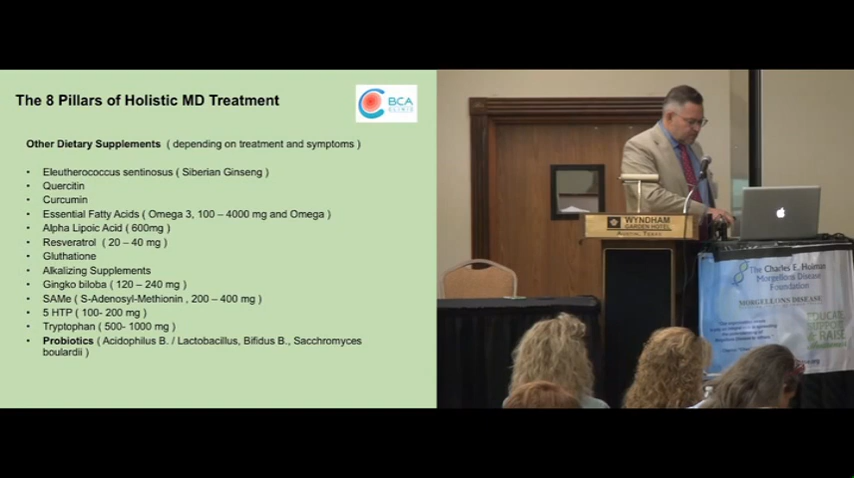 The 8 Pillars of Holistic MD Treatment
BCA
CLINIC
Other Dietary Supplements ( depending on treatment and symptoms )
• Eleutherococcus sentinosus ( Siberian Ginseng )
• Quercitin
• Curcumin
• Essential Fatty Acids ( Omega 3, 100 – 4000 mg and Omega )
• Alpha Lipoic Acid ( 600mg )
• Resveratrol ( 20 – 40 mg )
• Gluthatione
• Alkalizing Supplements
• Gingko biloba ( 120 – 240 mg )
• SAMe ( S-Adenosyl-Methionin , 200 – 400 mg )
• 5 HTP ( 100- 200 mg )
• Tryptophan ( 500- 1000 mg )
• Probiotics ( Acidophilus B. / Lactobacillus, Bifidus B., Sacchromyces
boulardii )
WYNDHAM
GARDEN HOTEL
AUSTIN, TEXAS
The Charles E. Holman
Morgellons Disease
Foundation
MORGELLONS DISEASE
EDUCATE
SUPPORT
& RAISE